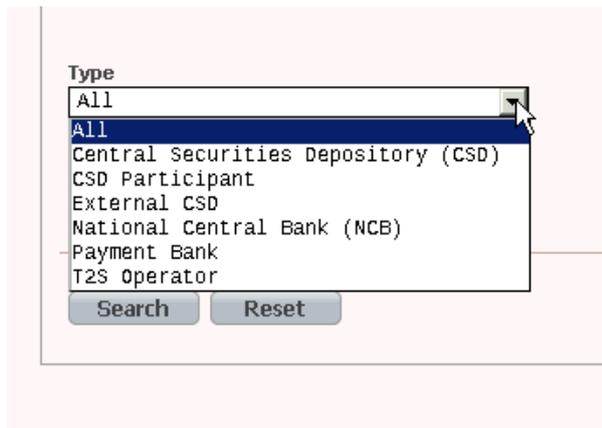 Type
All
All
Central Securities Depository (CSD)
CSD Participant
External CSD
National Central Bank (NCB)
Payment Bank
T2S Operator
Search Reset